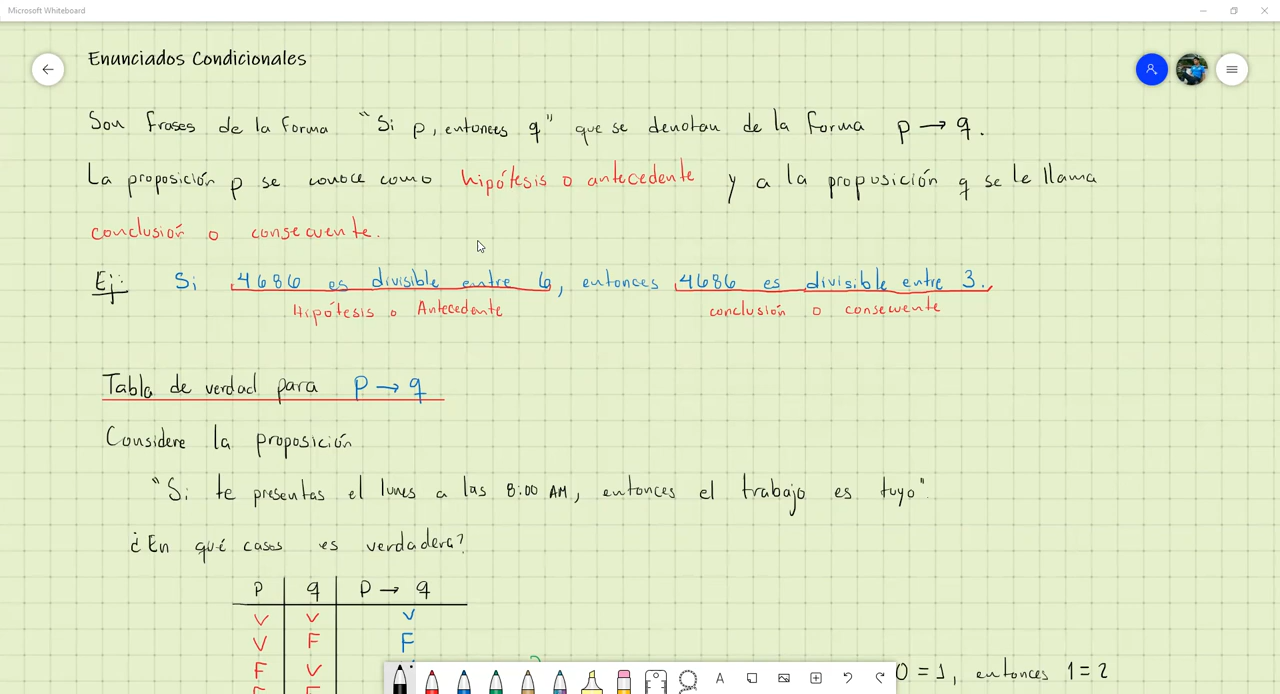 Microsoft Whiteboard
Enunciados Condicionales
Son frases de la forma "Si p, entonces q" que se denotan de la forma p → q.
La proposición p se conoce como hipótesis o antecedente y a la proposición q se le llama
conclusión o consecuente.
Ej: Si 4686 es divisible entre 6, entonces 4686 es divisible entre 3.
Hipótesis o Antecedente conclusión o consecuente
Tabla de verdad para p → q
Considere la proposición
"Si te presentas el lunes a las 8:00 AM, entonces el trabajo es tuyo".
¿En qué casos es verdadera?
p q p → q
V V V
V F F
F V
0 = 1, entonces 1 = 2